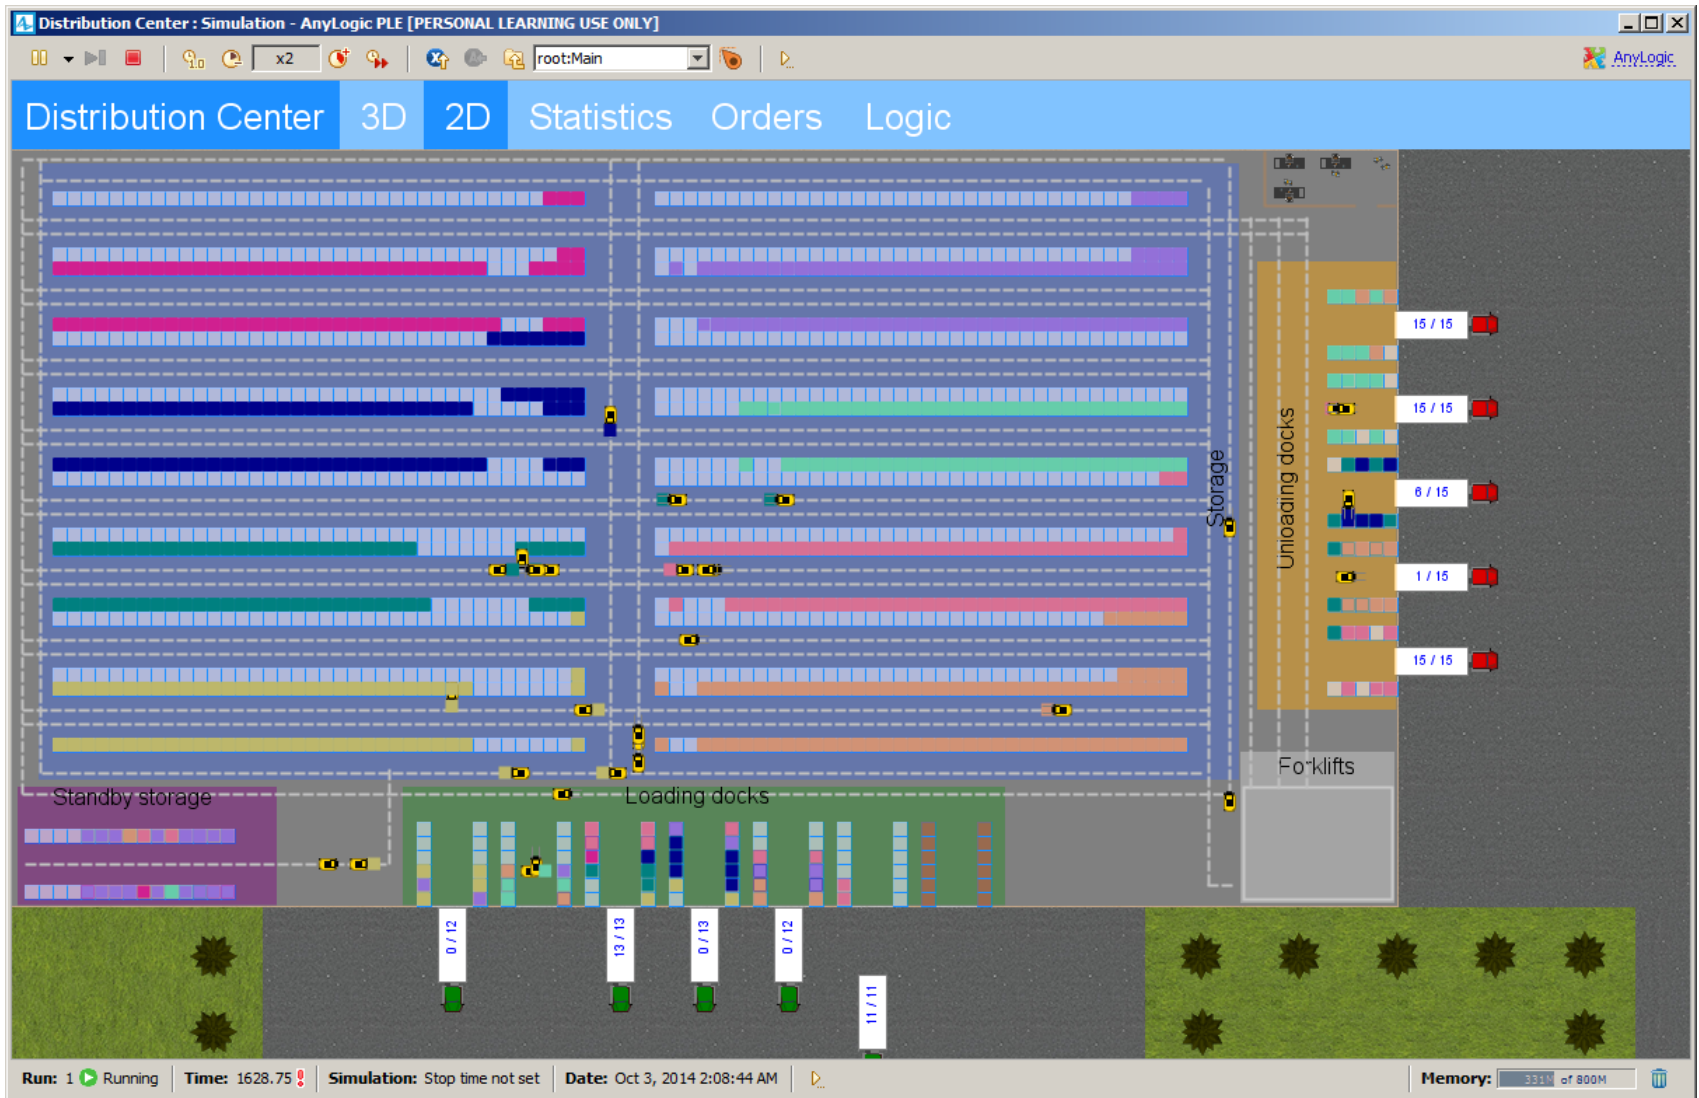 Distribution Center : Simulation - AnyLogic PLE [PERSONAL LEARNING USE ONLY]
1.0 x2 root:Main AnyLogic
Distribution Center 3D 2D Statistics Orders Logic
15 / 15
15 / 15
Storage
Unloading docks
6 / 15
1 / 15
15 / 15
Forklifts
Standby storage
Loading docks
0 / 12
13 / 13
0 / 13
0 / 12
11 / 11
Run: 1 Running Time: 1628.75 Simulation: Stop time not set Date: Oct 3, 2014 2:08:44 AM Memory: 331M of 800M